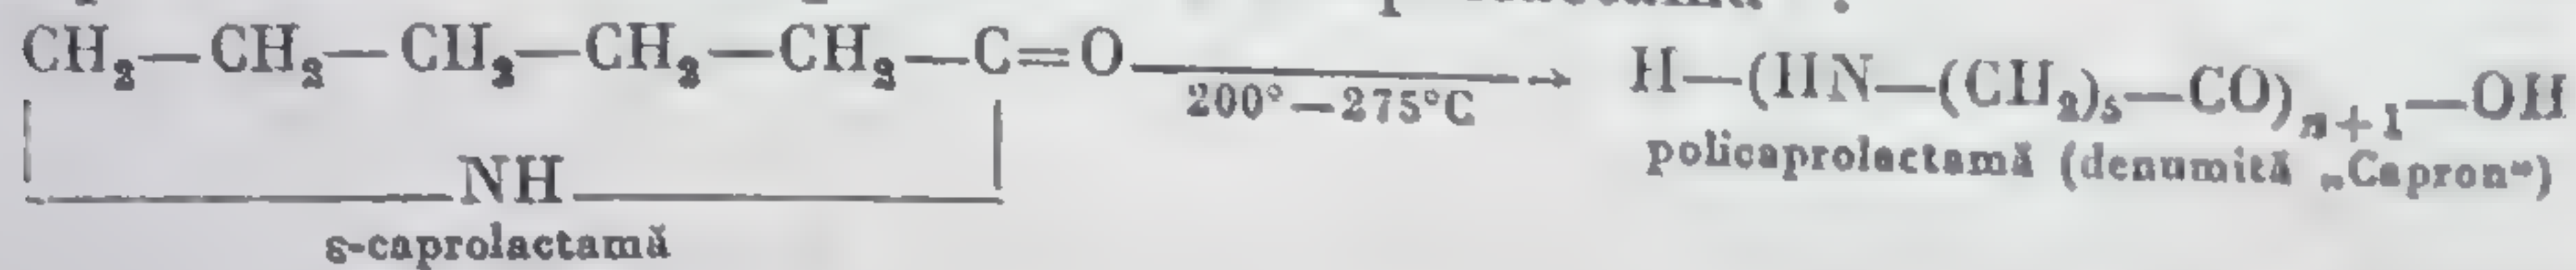 CH₂—CH₂—CH₂—CH₂—CH₂—C=O → H—(HN—(CH₂)₅—CO)ₙ₊₁—OH
200°—275°C
policaprolactamă (denumită „Capron“)
NH
ε-caprolactamă